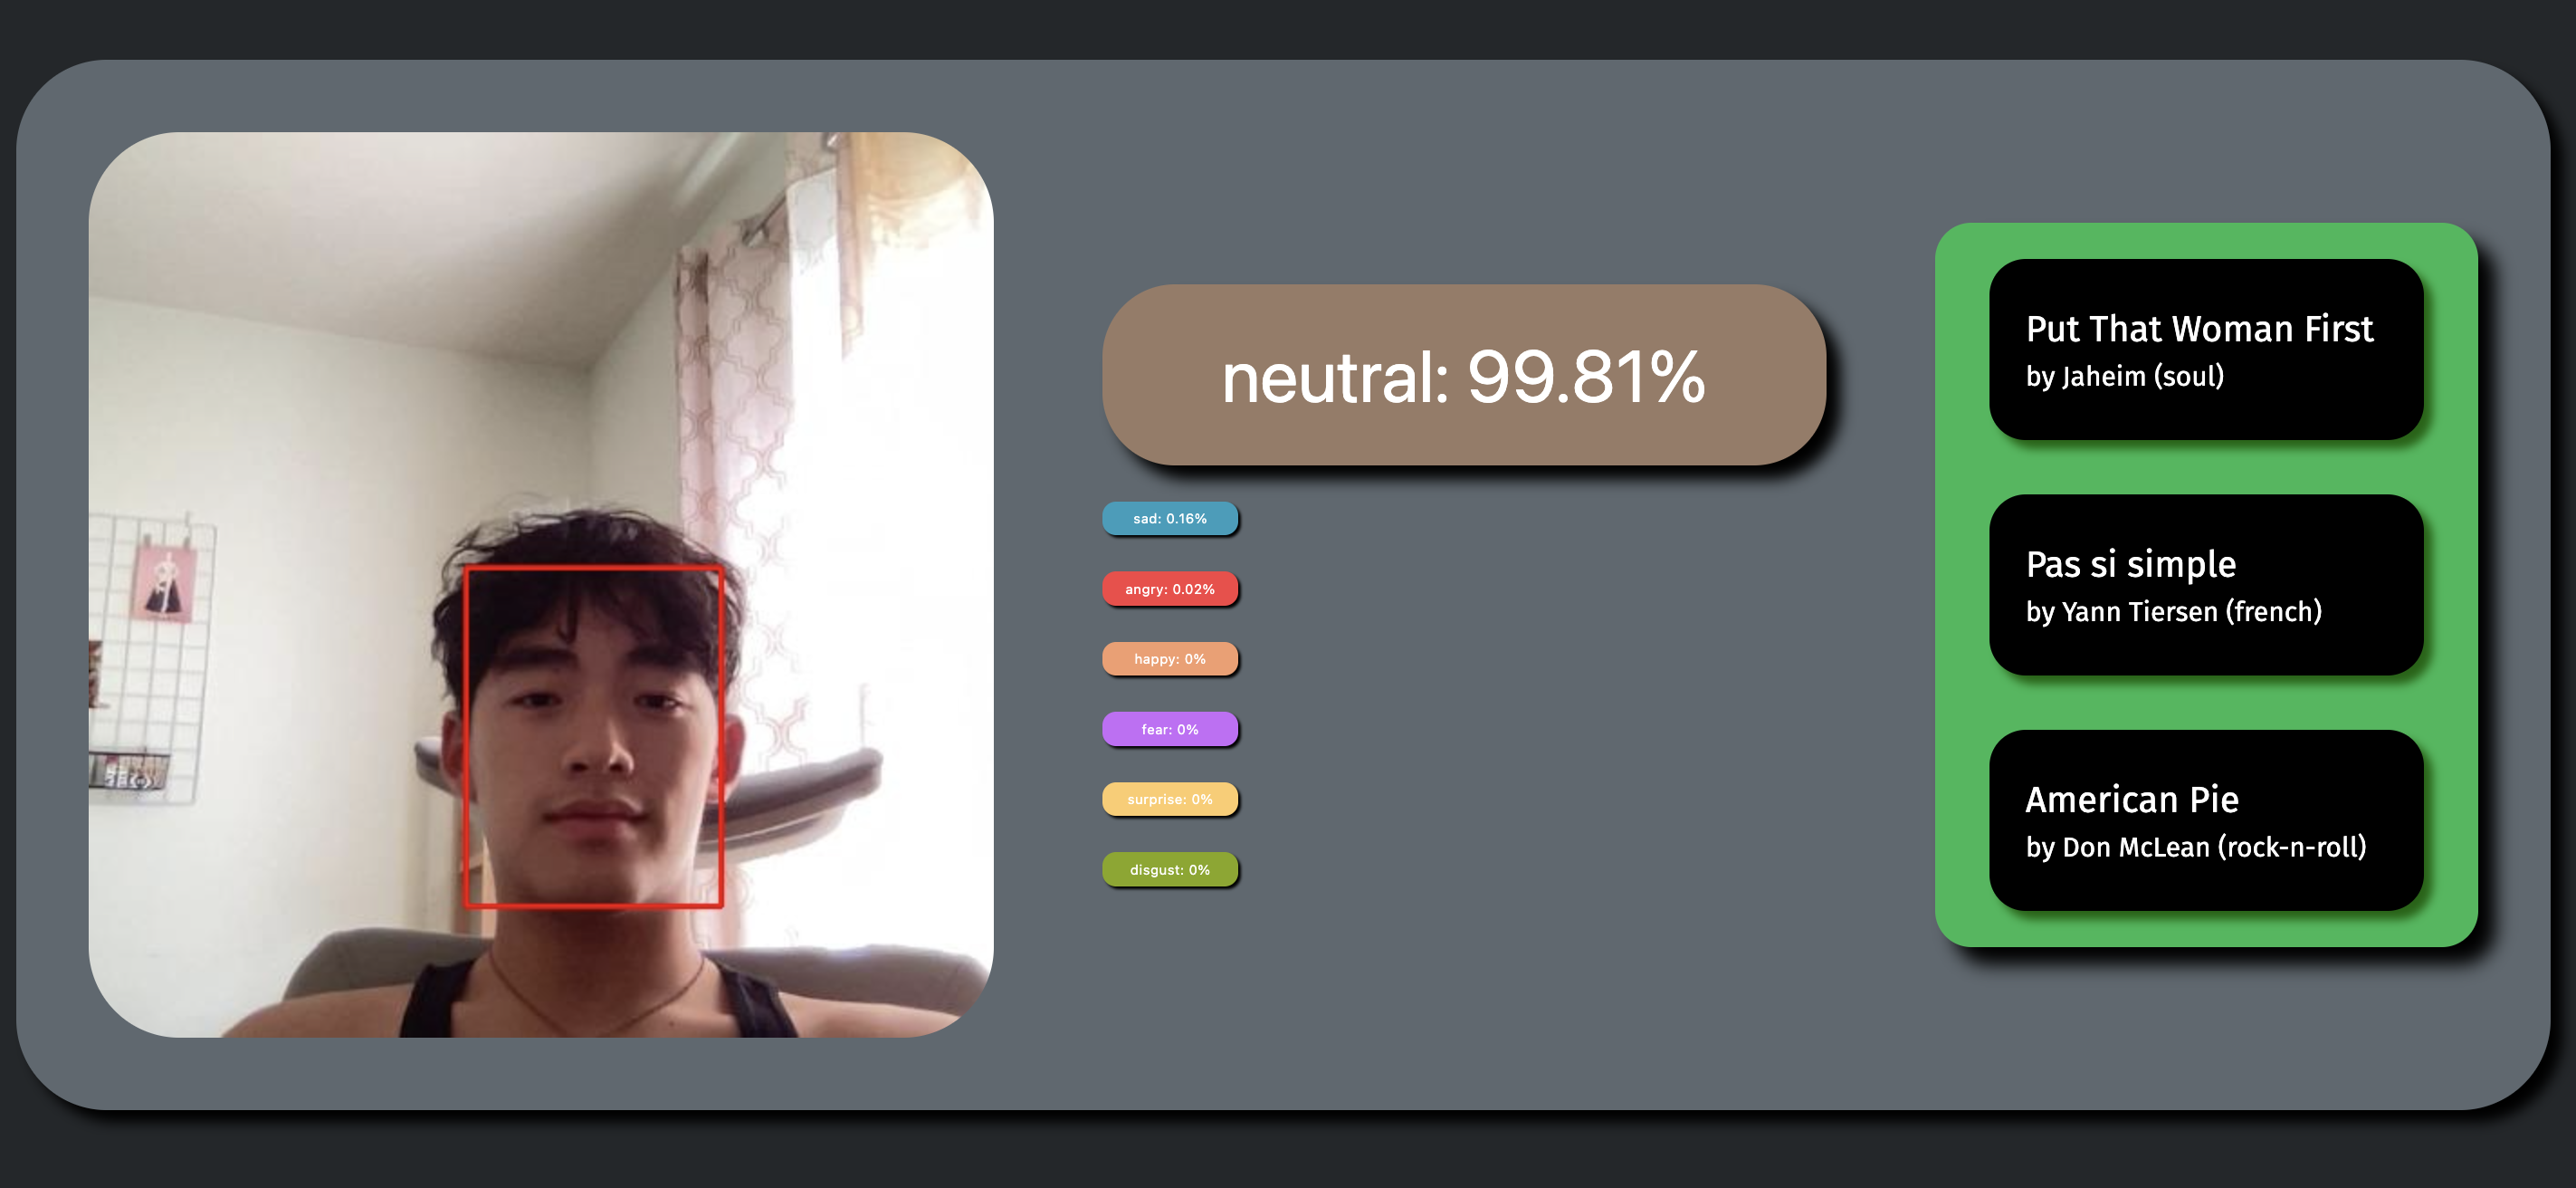 neutral: 99.81%
sad: 0.16%
angry: 0.02%
happy: 0%
fear: 0%
surprise: 0%
disgust: 0%
Put That Woman First
by Jaheim (soul)
Pas si simple
by Yann Tiersen (french)
American Pie
by Don McLean (rock-n-roll)